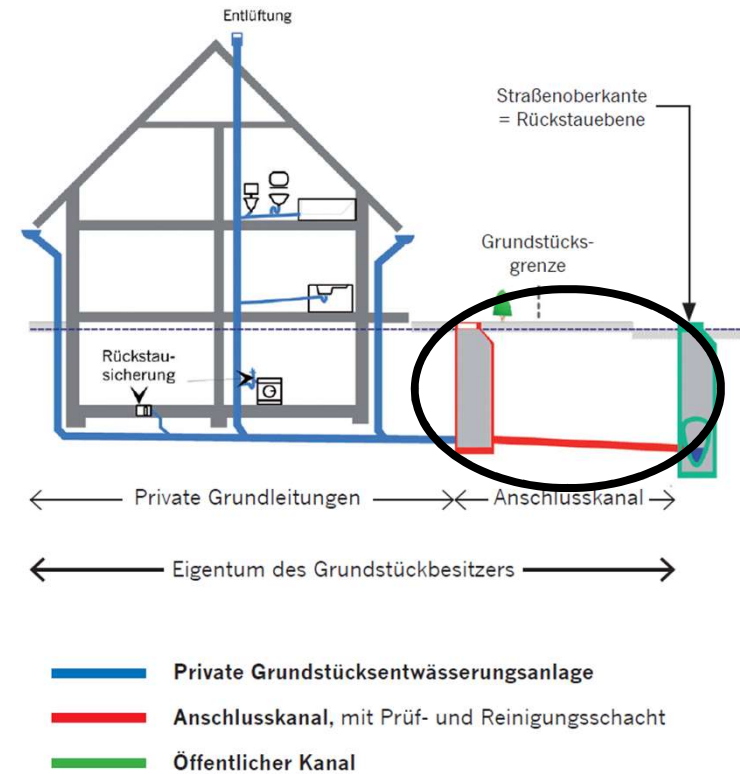 Entlüftung
Straßenoberkante
= Rückstauebene
Grundstücks-
grenze
Rückstau-
sicherung
Private Grundleitungen
Anschlusskanal
Eigentum des Grundstückbesitzers
Private Grundstücksentwässerungsanlage
Anschlusskanal, mit Prüf- und Reinigungsschacht
Öffentlicher Kanal